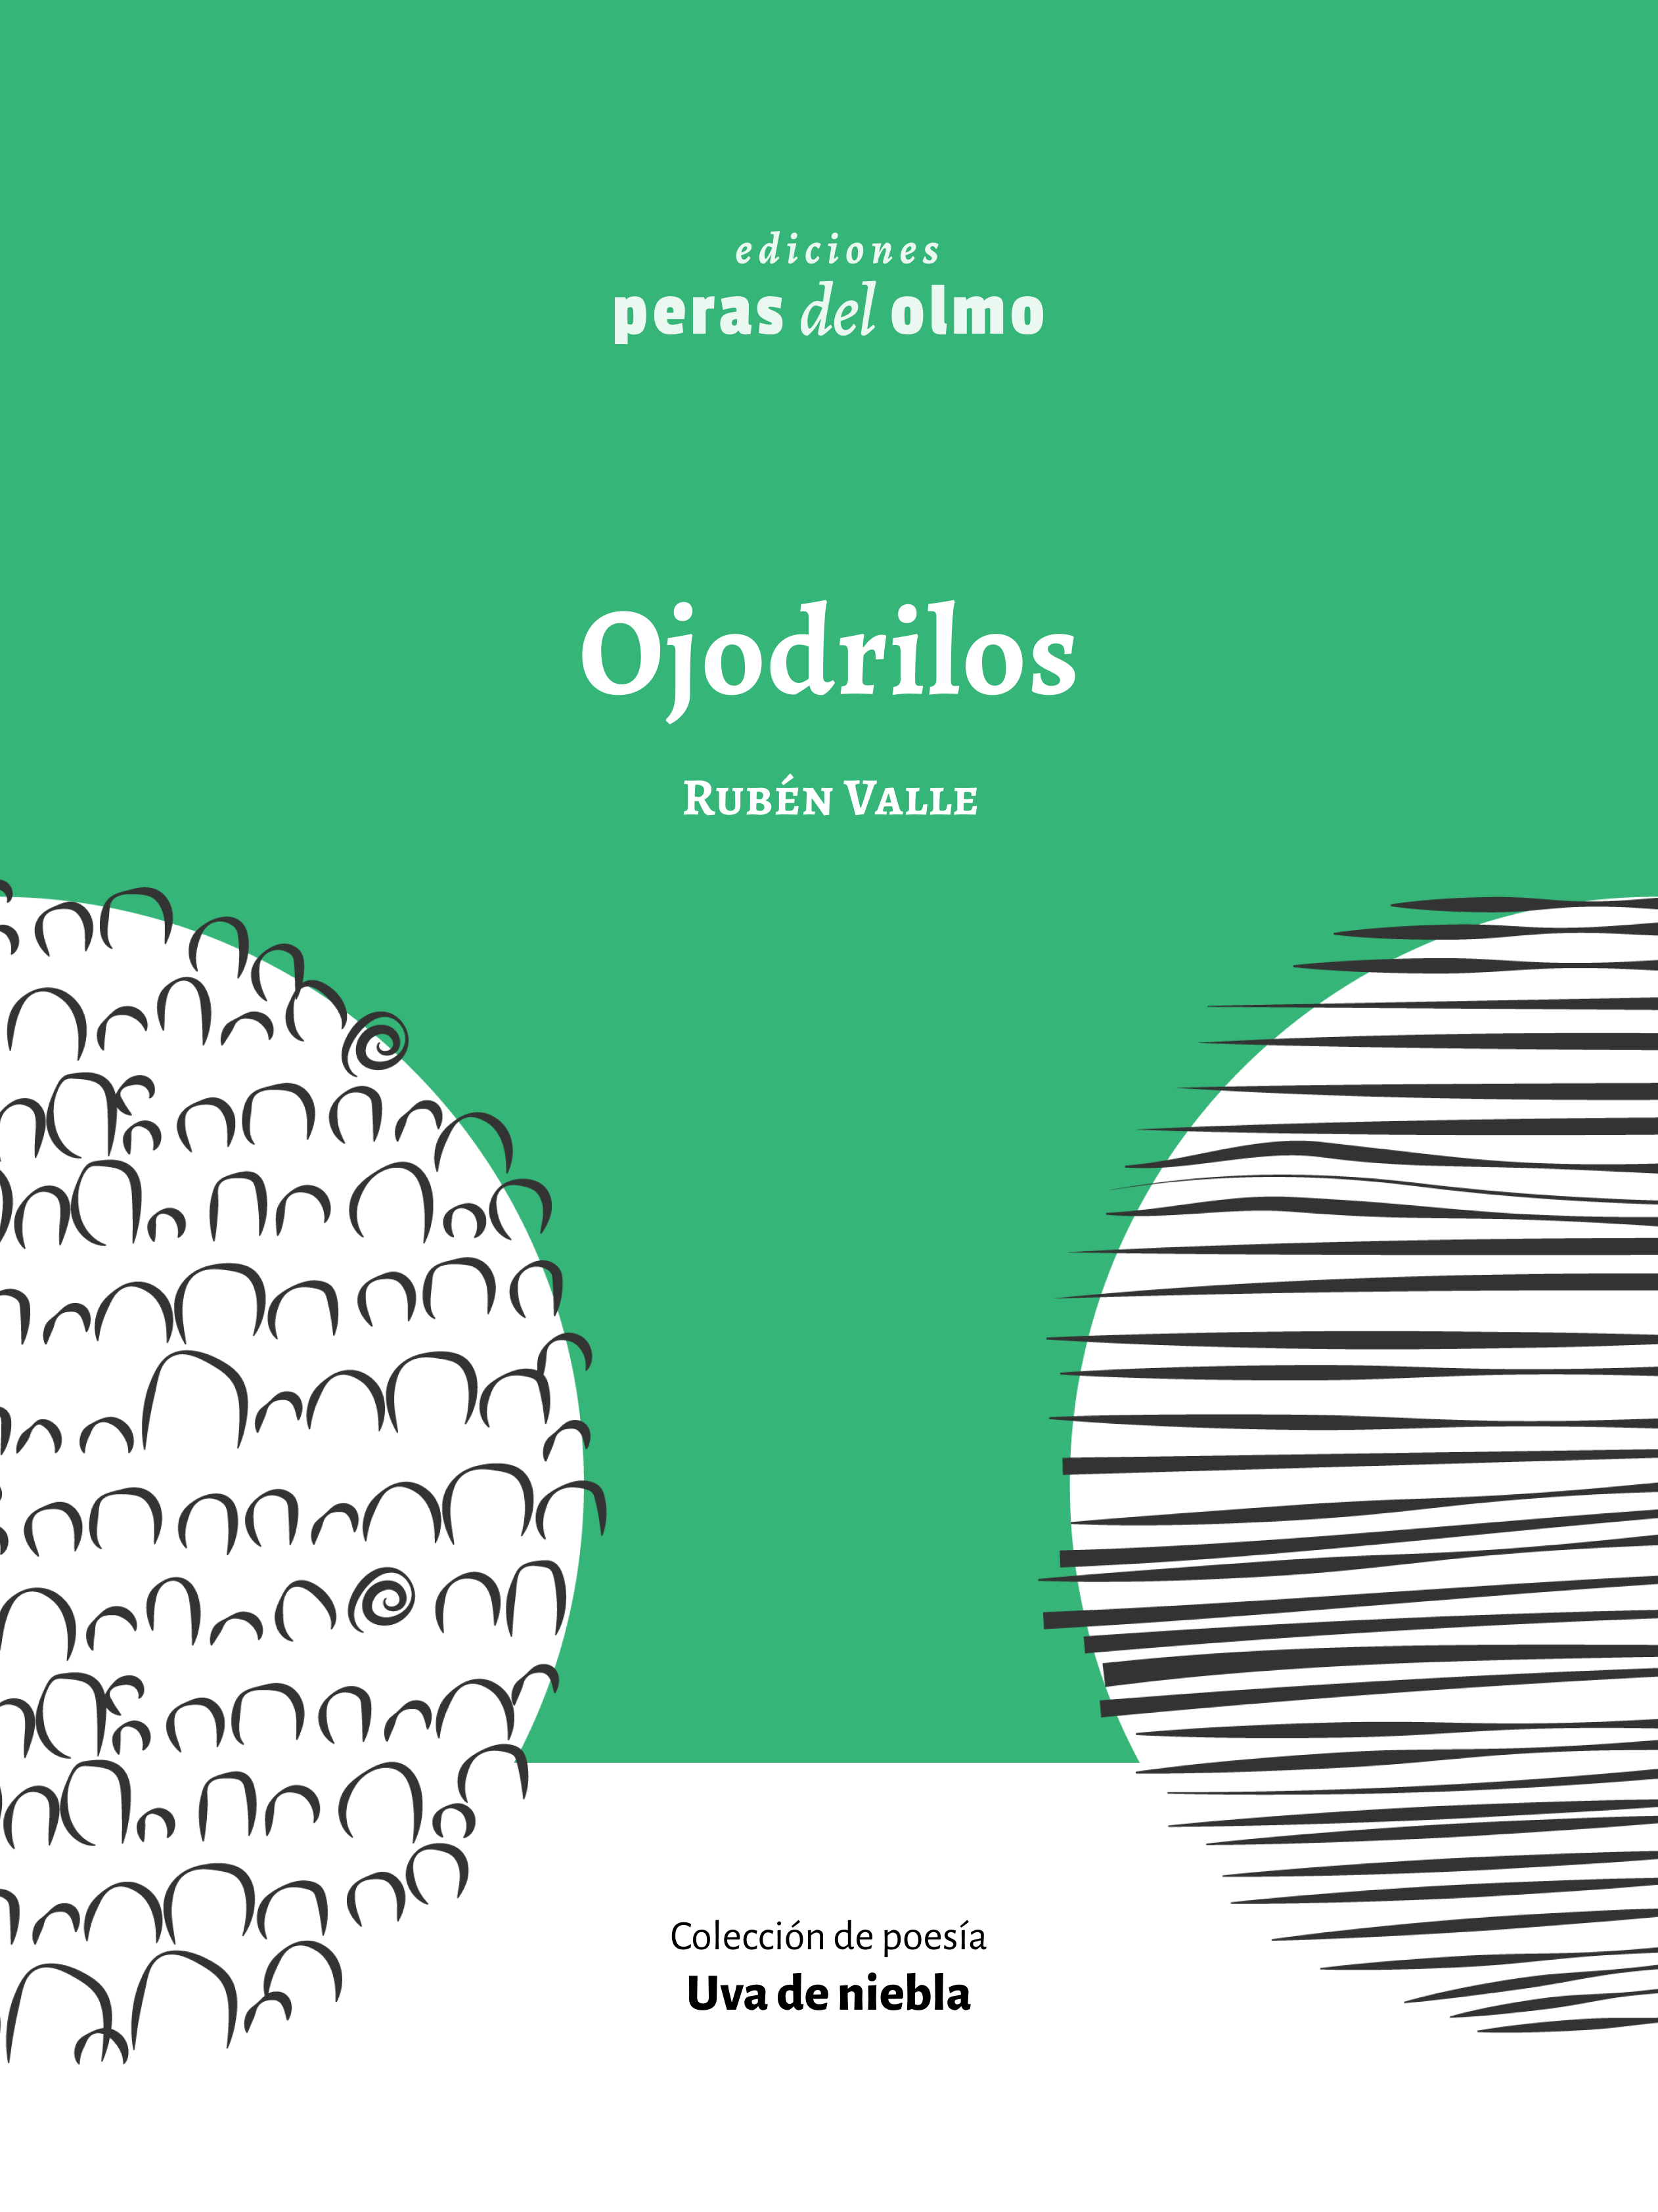 ediciones
peras del olmo
Ojodrilos
Rubén Valle
Colección de poesía
Uva de niebla